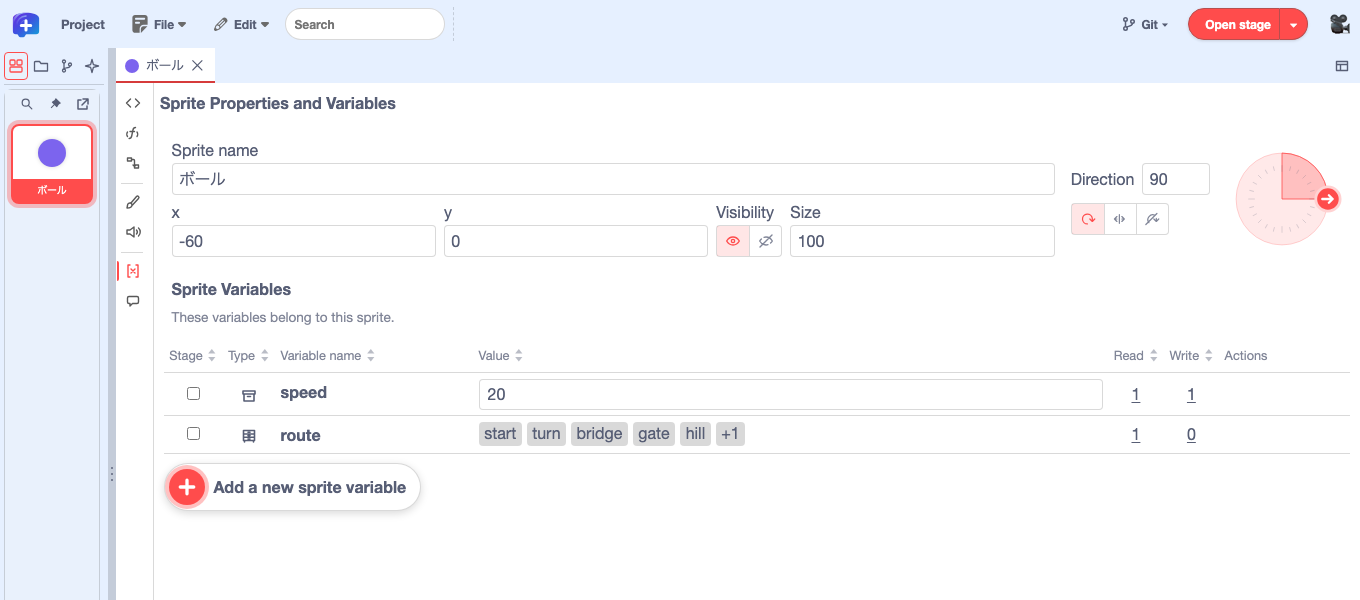 Project File Edit Search Git Open stage
ボール
ボール
Sprite Properties and Variables
Sprite name
ボール
Direction 90
x y Visibility Size
-60 0 100
Sprite Variables
These variables belong to this sprite.
Stage Type Variable name Value Read Write Actions
speed 20 1 1
route start turn bridge gate hill +1 1 0
Add a new sprite variable